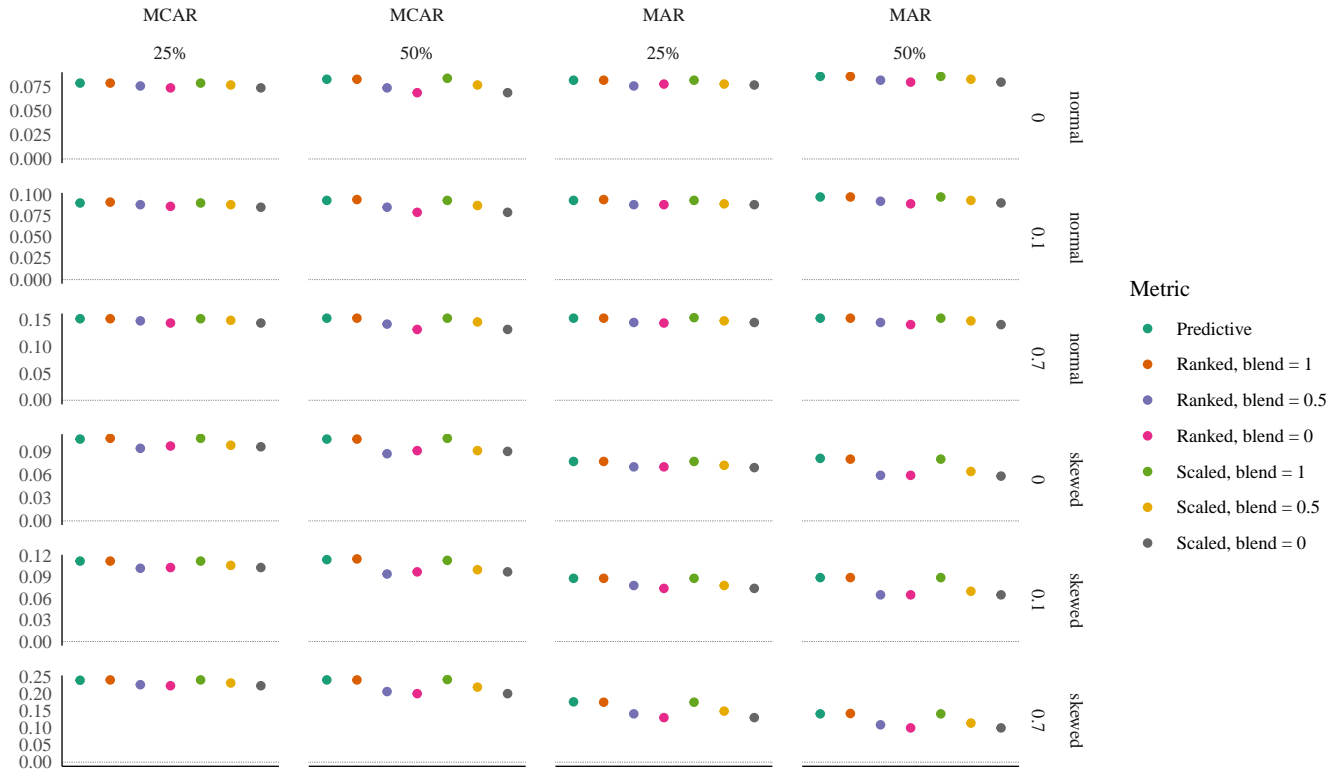 MCAR MCAR MAR MAR
25% 50% 25% 50%
0.075
0.050
0.025
0.000
0
normal
0.100
0.075
0.050
0.025
0.000
0.1
normal
0.15
0.10
0.05
0.00
0.7
normal
0.09
0.06
0.03
0.00
0
skewed
0.12
0.09
0.06
0.03
0.00
0.1
skewed
0.25
0.20
0.15
0.10
0.05
0.00
0.7
skewed
Metric
Predictive
Ranked, blend = 1
Ranked, blend = 0.5
Ranked, blend = 0
Scaled, blend = 1
Scaled, blend = 0.5
Scaled, blend = 0